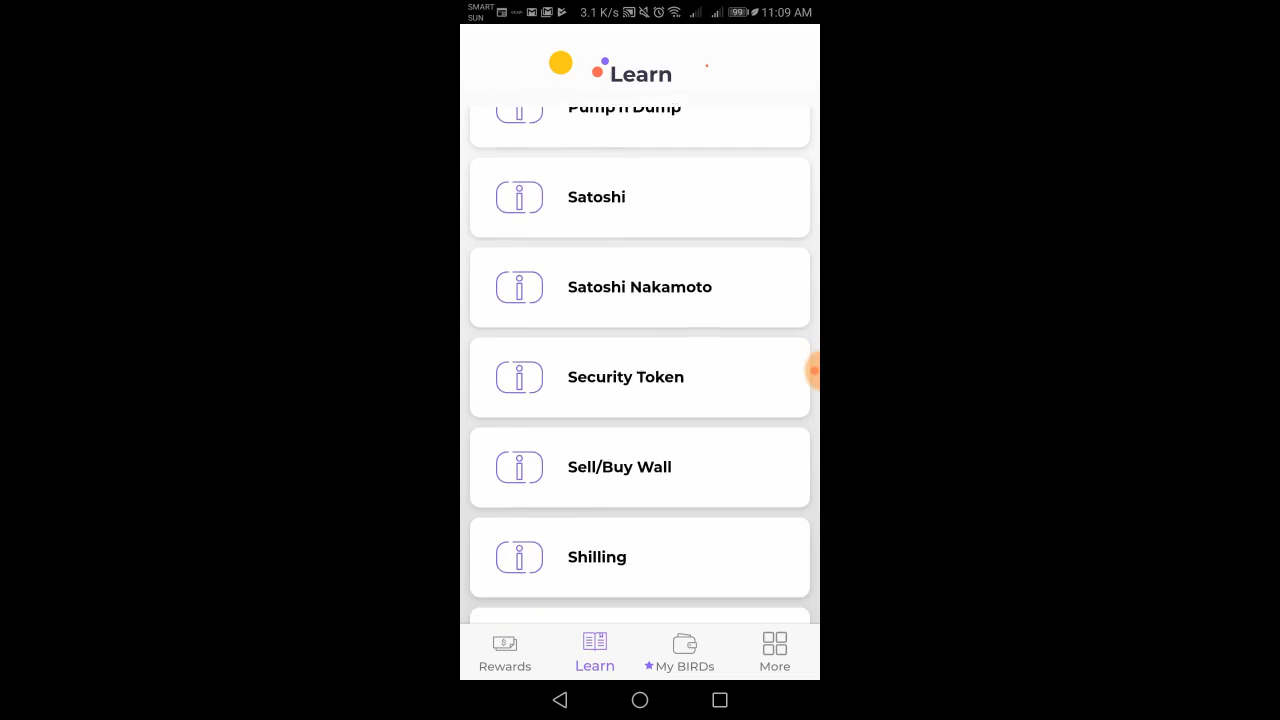 SMART
SUN
3.1 K/s
99
11:09 AM
Learn
Pump n Dump
Satoshi
Satoshi Nakamoto
Security Token
Sell/Buy Wall
Shilling
Rewards
Learn
My BIRDs
More